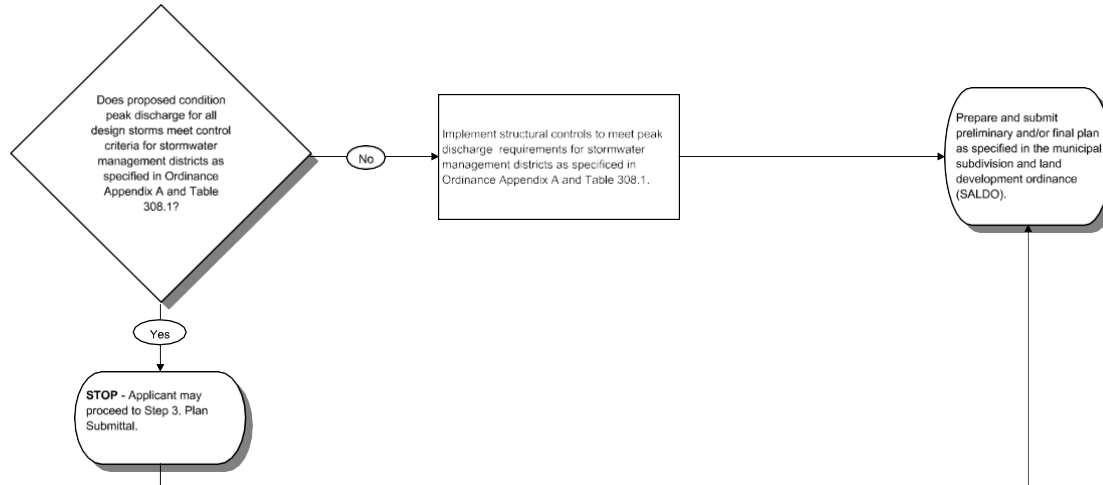 Does proposed condition
peak discharge for all
design storms meet control
criteria for stormwater
management districts as
specified in Ordinance
Appendix A and Table
308.1?
No
Implement structural controls to meet peak
discharge requirements for stormwater
management districts as specificed in
Ordinance Appendix A and Table 308.1.
Prepare and submit
preliminary and/or final plan
as specified in the municipal
subdivision and land
development ordinance
(SALDO).
Yes
STOP - Applicant may
proceed to Step 3. Plan
Submittal.